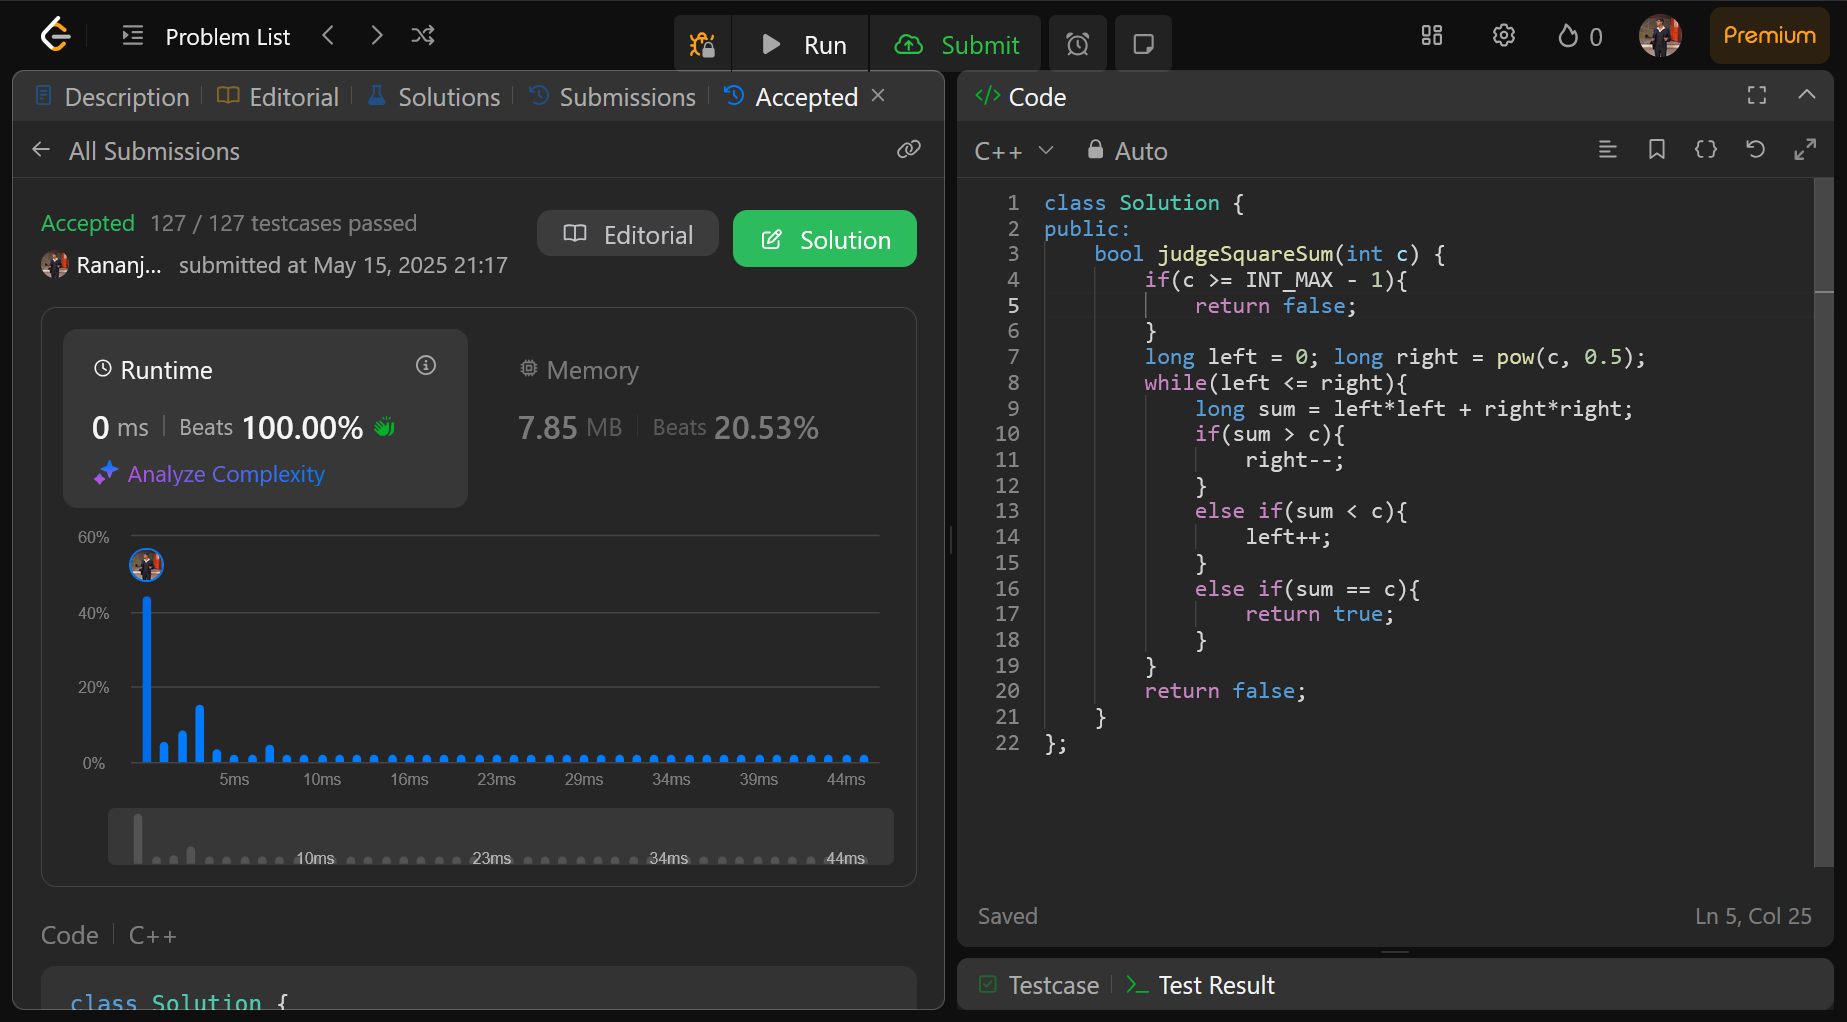 Problem List
Run
Submit
0
Premium
Description
Editorial
Solutions
Submissions
Accepted
All Submissions
Accepted 127 / 127 testcases passed
Rananj... submitted at May 15, 2025 21:17
Editorial
Solution
Runtime
0 ms Beats 100.00%
Analyze Complexity
Memory
7.85 MB Beats 20.53%
60%
40%
20%
0%
5ms 10ms 16ms 23ms 29ms 34ms 39ms 44ms
10ms 23ms 34ms 44ms
Code C++
class Solution {
</> Code
C++ Auto
1 class Solution {
2 public:
3     bool judgeSquareSum(int c) {
4         if(c >= INT_MAX - 1){
5             return false;
6         }
7         long left = 0; long right = pow(c, 0.5);
8         while(left <= right){
9             long sum = left*left + right*right;
10             if(sum > c){
11                 right--;
12             }
13             else if(sum < c){
14                 left++;
15             }
16             else if(sum == c){
17                 return true;
18             }
19         }
20         return false;
21     }
22 };
Saved
Ln 5, Col 25
Testcase
Test Result